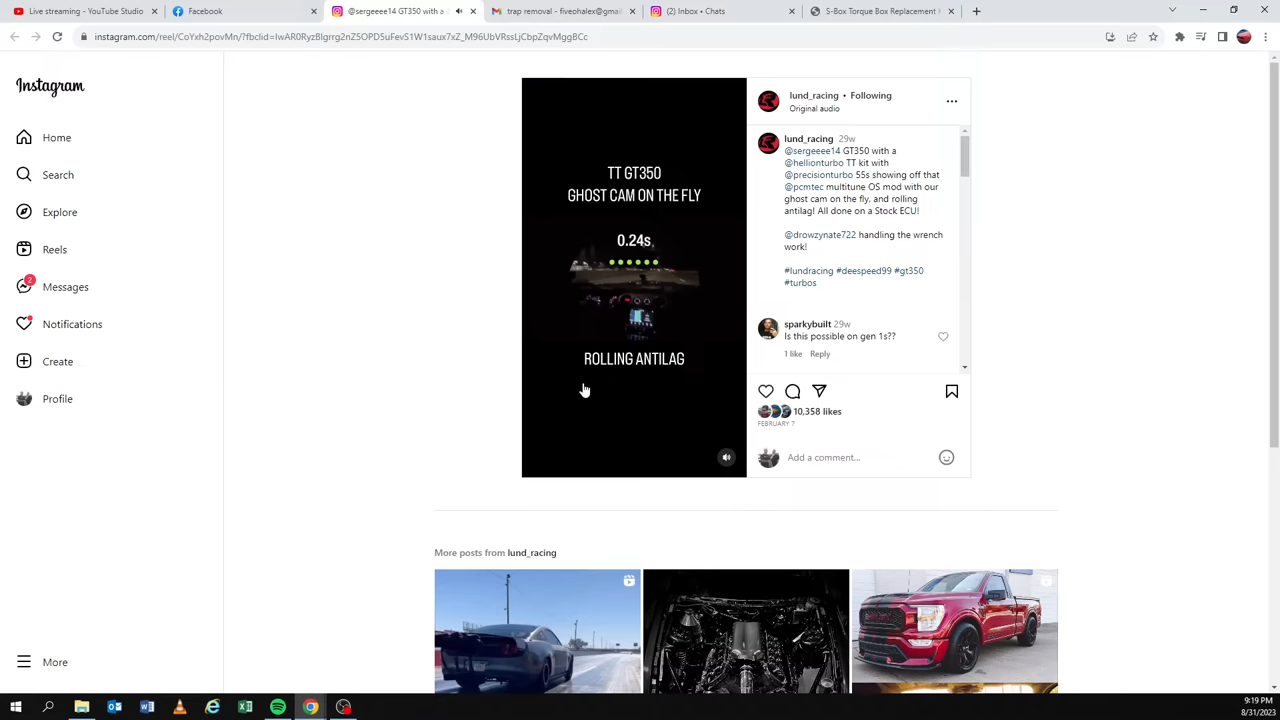 Live streaming - YouTube Studio
Facebook
@sergeeee14 GT350 with a
trap removal - fiveohalex@gmail
(2) Inbox • Chats
S-Box Torque Box Replacement
instagram.com/reel/CoYxh2povMn/?fbclid=IwAR0RyzBIgrrg2nZ5OPD5uFevS1W1saux7xZ_M96UbVRssLjCbpZqvMggBCc
Instagram
Home
Search
Explore
Reels
2
Messages
Notifications
Create
Profile
More
TT GT350
GHOST CAM ON THE FLY
0.24s
ROLLING ANTILAG
lund_racing • Following
Original audio
lund_racing 29w
@sergeeee14 GT350 with a
@hellionturbo TT kit with
@precisionturbo 55s showing off that
@pcmtec multitune OS mod with our
ghost cam on the fly, and rolling
antilag! All done on a Stock ECU!
@drowzynate722 handling the wrench
work!
#lundracing #deespeed99 #gt350
#turbos
sparkybuilt 29w
Is this possible on gen 1s??
1 like Reply
10,358 likes
FEBRUARY 7
Add a comment...
More posts from lund_racing
9:19 PM
8/31/2023